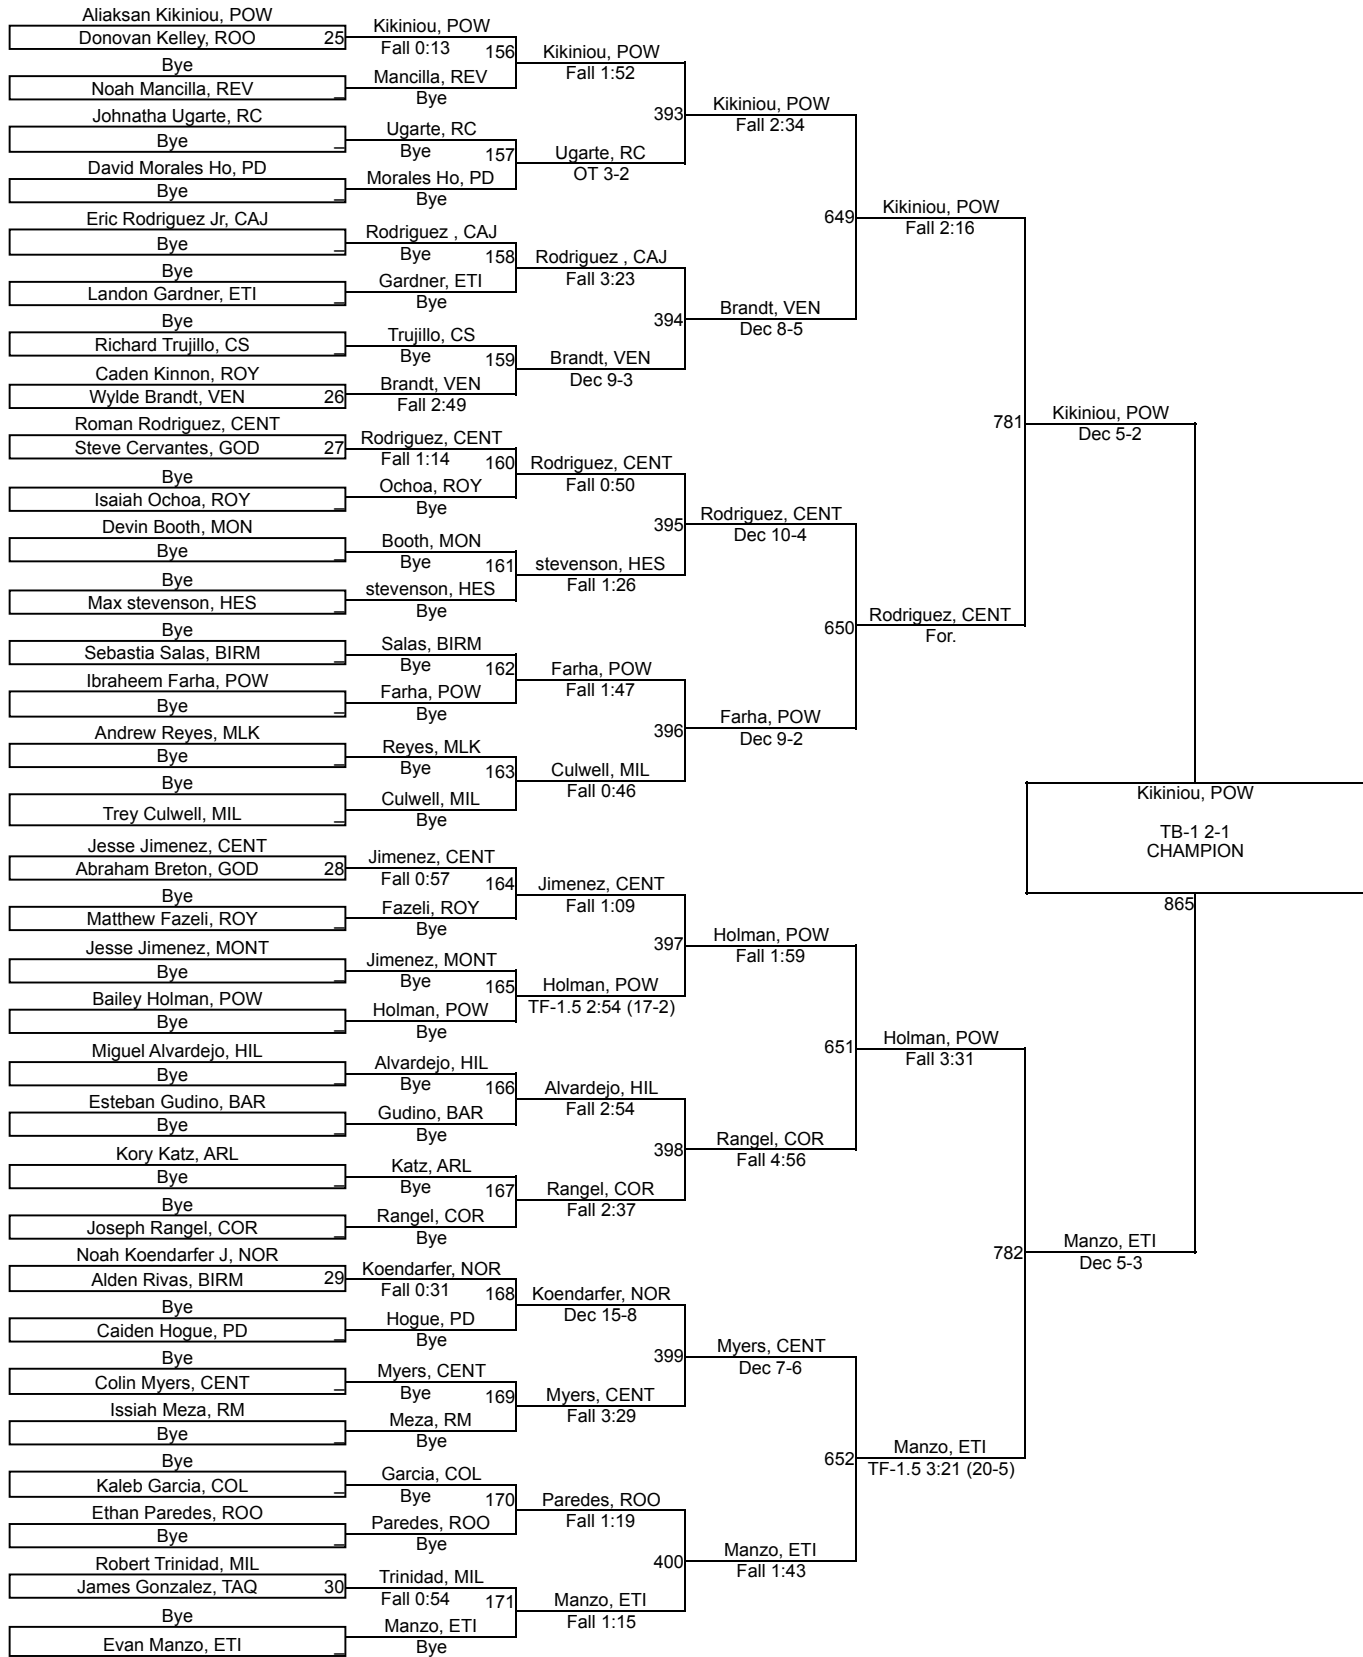 Aliaksan Kikiniou, POW
Donovan Kelley, ROO 25
Bye
Noah Mancilla, REV _
Johnatha Ugarte, RC
Bye _
David Morales Ho, PD
Bye _
Eric Rodriguez Jr, CAJ
Bye _
Bye
Landon Gardner, ETI _
Bye
Richard Trujillo, CS _
Caden Kinnon, ROY
Wylde Brandt, VEN 26
Roman Rodriguez, CENT
Steve Cervantes, GOD 27
Bye
Isaiah Ochoa, ROY _
Devin Booth, MON
Bye _
Bye
Max stevenson, HES _
Bye
Sebastia Salas, BIRM _
Ibraheem Farha, POW
Bye _
Andrew Reyes, MLK
Bye _
Bye
Trey Culwell, MIL _
Jesse Jimenez, CENT
Abraham Breton, GOD 28
Bye
Matthew Fazeli, ROY _
Jesse Jimenez, MONT
Bye _
Bailey Holman, POW
Bye _
Miguel Alvardejo, HIL
Bye _
Esteban Gudino, BAR
Bye _
Kory Katz, ARL
Bye _
Bye
Joseph Rangel, COR _
Noah Koendarfer J, NOR
Alden Rivas, BIRM 29
Bye
Caiden Hogue, PD _
Bye
Colin Myers, CENT _
Issiah Meza, RM
Bye _
Bye
Kaleb Garcia, COL _
Ethan Paredes, ROO
Bye _
Robert Trinidad, MIL
James Gonzalez, TAQ 30
Bye
Evan Manzo, ETI _
Kikiniou, POW
Fall 0:13 156
Mancilla, REV
Bye
Ugarte, RC
Bye 157
Morales Ho, PD
Bye
Rodriguez , CAJ
Bye 158
Gardner, ETI
Bye
Trujillo, CS
Bye 159
Brandt, VEN
Fall 2:49
Rodriguez, CENT
Fall 1:14 160
Ochoa, ROY
Bye
Booth, MON
Bye 161
stevenson, HES
Bye
Salas, BIRM
Bye 162
Farha, POW
Bye
Reyes, MLK
Bye 163
Culwell, MIL
Bye
Jimenez, CENT
Fall 0:57 164
Fazeli, ROY
Bye
Jimenez, MONT
Bye 165
Holman, POW
Bye
Alvardejo, HIL
Bye 166
Gudino, BAR
Bye
Katz, ARL
Bye 167
Rangel, COR
Bye
Koendarfer, NOR
Fall 0:31 168
Hogue, PD
Bye
Myers, CENT
Bye 169
Meza, RM
Bye
Garcia, COL
Bye 170
Paredes, ROO
Bye
Trinidad, MIL
Fall 0:54 171
Manzo, ETI
Bye
Kikiniou, POW
Fall 1:52
393
Ugarte, RC
OT 3-2
Rodriguez , CAJ
Fall 3:23
394
Brandt, VEN
Dec 9-3
Rodriguez, CENT
Fall 0:50
395
stevenson, HES
Fall 1:26
Farha, POW
Fall 1:47
396
Culwell, MIL
Fall 0:46
Jimenez, CENT
Fall 1:09
397
Holman, POW
TF-1.5 2:54 (17-2)
Alvardejo, HIL
Fall 2:54
398
Rangel, COR
Fall 2:37
Koendarfer, NOR
Dec 15-8
399
Myers, CENT
Fall 3:29
Paredes, ROO
Fall 1:19
400
Manzo, ETI
Fall 1:15
Kikiniou, POW
Fall 2:34
649
Brandt, VEN
Dec 8-5
Rodriguez, CENT
Dec 10-4
650
Farha, POW
Dec 9-2
Holman, POW
Fall 1:59
651
Rangel, COR
Fall 4:56
Myers, CENT
Dec 7-6
652
Manzo, ETI
Fall 1:43
Kikiniou, POW
Fall 2:16
781
Rodriguez, CENT
For.
Holman, POW
Fall 3:31
782
Manzo, ETI
TF-1.5 3:21 (20-5)
Kikiniou, POW
Dec 5-2
Manzo, ETI
Dec 5-3
Kikiniou, POW
TB-1 2-1
CHAMPION
865